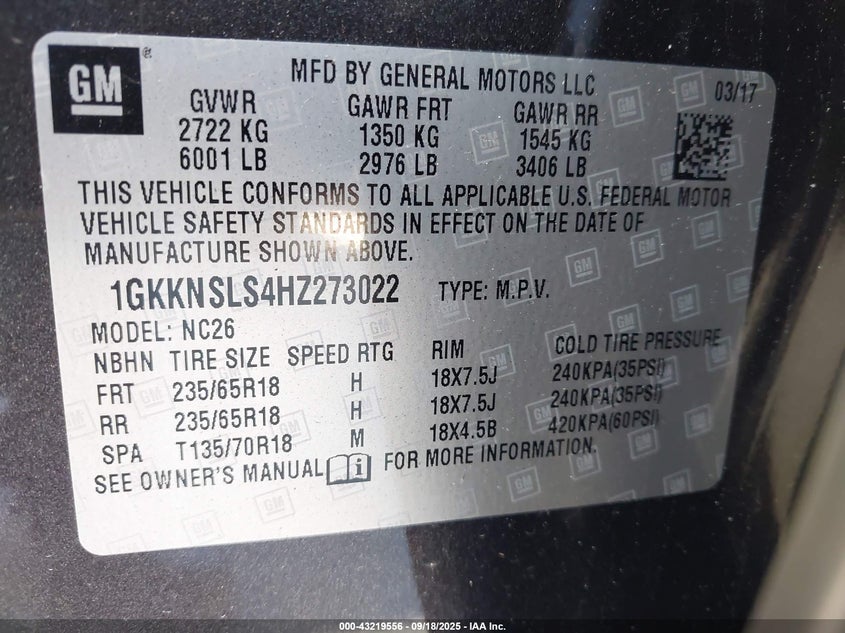 GM ®
MFD BY GENERAL MOTORS LLC 03/17
GVWR GAWR FRT GAWR RR
2722 KG 1350 KG 1545 KG
6001 LB 2976 LB 3406 LB
THIS VEHICLE CONFORMS TO ALL APPLICABLE U.S. FEDERAL MOTOR
VEHICLE SAFETY STANDARDS IN EFFECT ON THE DATE OF
MANUFACTURE SHOWN ABOVE.
1GKKNSLS4HZ273022 TYPE: M.P.V.
MODEL: NC26
NBHN TIRE SIZE SPEED RTG RIM COLD TIRE PRESSURE
FRT 235/65R18 H 18X7.5J 240KPA(35PSI)
RR 235/65R18 H 18X7.5J 240KPA(35PSI)
SPA T135/70R18 M 18X4.5B 420KPA(60PSI)
SEE OWNER'S MANUAL FOR MORE INFORMATION.
000-43219556 - 09/18/2025 - IAA Inc.